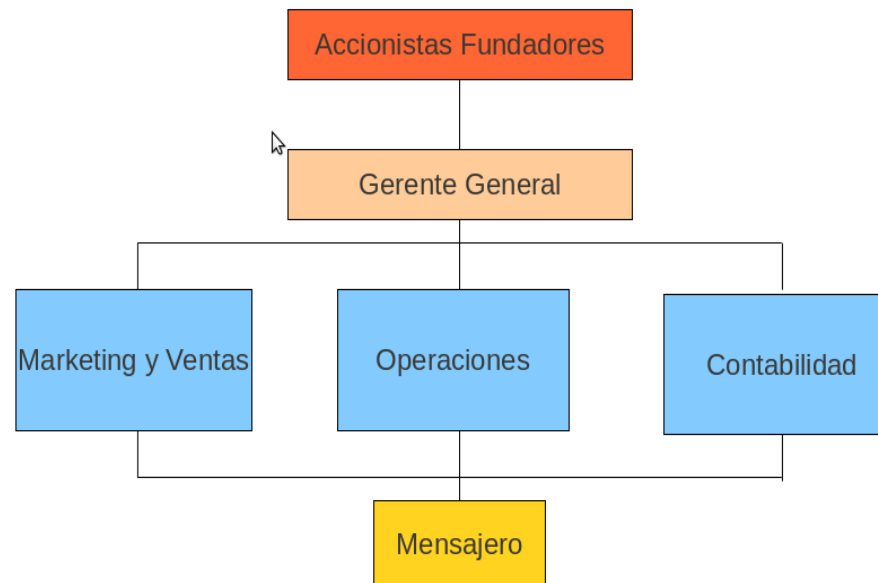 Accionistas Fundadores
Gerente General
Marketing y Ventas
Operaciones
Contabilidad
Mensajero